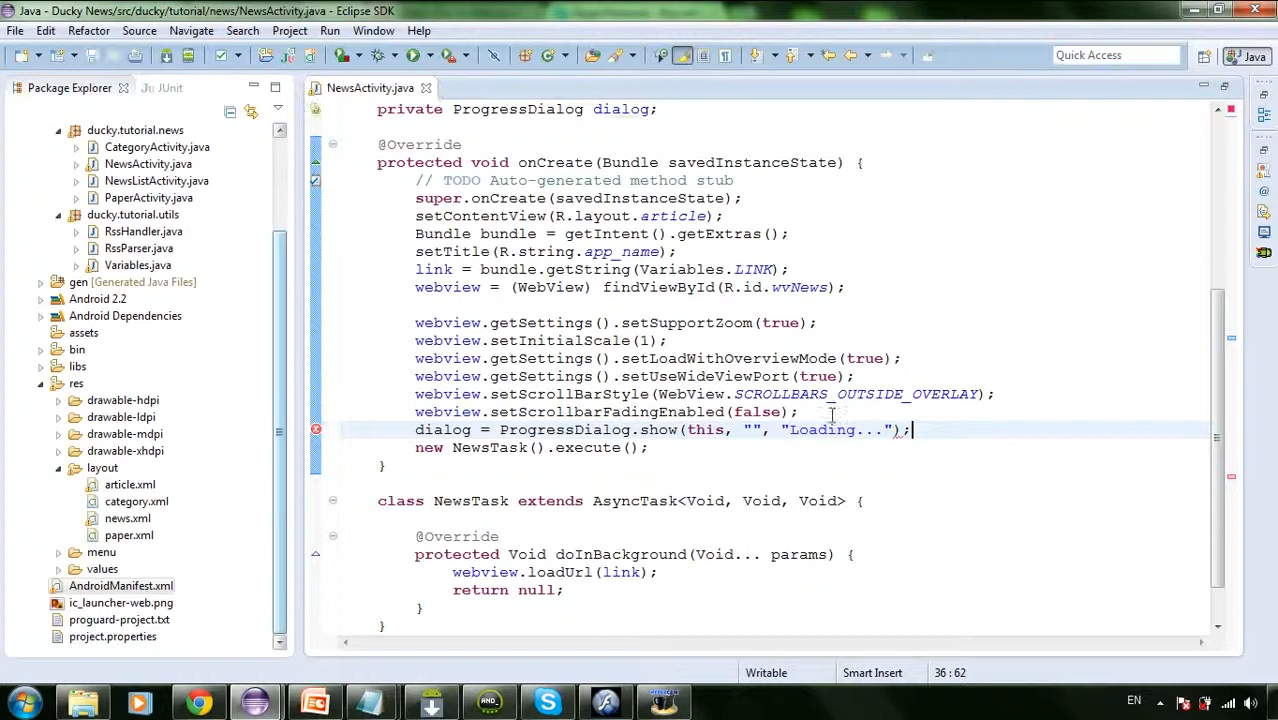 Java - Ducky News/src/ducky/tutorial/news/NewsActivity.java - Eclipse SDK
File Edit Refactor Source Navigate Search Project Run Window Help
Quick Access
Java
Package Explorer
JUnit
NewsActivity.java
ducky.tutorial.news
CategoryActivity.java
NewsActivity.java
NewsListActivity.java
PaperActivity.java
ducky.tutorial.utils
RssHandler.java
RssParser.java
Variables.java
gen [Generated Java Files]
Android 2.2
Android Dependencies
assets
bin
libs
res
drawable-hdpi
drawable-ldpi
drawable-mdpi
drawable-xhdpi
layout
article.xml
category.xml
news.xml
paper.xml
menu
values
AndroidManifest.xml
ic_launcher-web.png
proguard-project.txt
project.properties
private ProgressDialog dialog;
@Override
protected void onCreate(Bundle savedInstanceState) {
// TODO Auto-generated method stub
super.onCreate(savedInstanceState);
setContentView(R.layout.article);
Bundle bundle = getIntent().getExtras();
setTitle(R.string.app_name);
link = bundle.getString(Variables.LINK);
webview = (WebView) findViewById(R.id.wvNews);
webview.getSettings().setSupportZoom(true);
webview.setInitialScale(1);
webview.getSettings().setLoadWithOverviewMode(true);
webview.getSettings().setUseWideViewPort(true);
webview.setScrollBarStyle(WebView.SCROLLBARS_OUTSIDE_OVERLAY);
webview.setScrollbarFadingEnabled(false);
dialog = ProgressDialog.show(this, "", "Loading...");
new NewsTask().execute();
}
class NewsTask extends AsyncTask<Void, Void, Void> {
@Override
protected Void doInBackground(Void... params) {
webview.loadUrl(link);
return null;
}
}
Writable
Smart Insert
36 : 62
EN